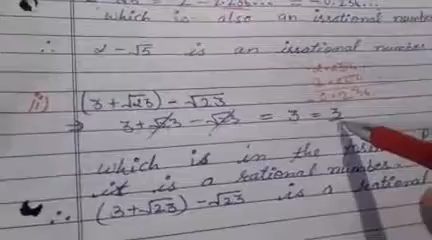 which is also an irrational number
∴ 2 - √5 is an irrational number
ii) (3 + √23) - √23
⇒ 3 + √23 - √23 = 3 = 3
which is in the
it is a rational number.
∴ (3 + √23) - √23 is a rational